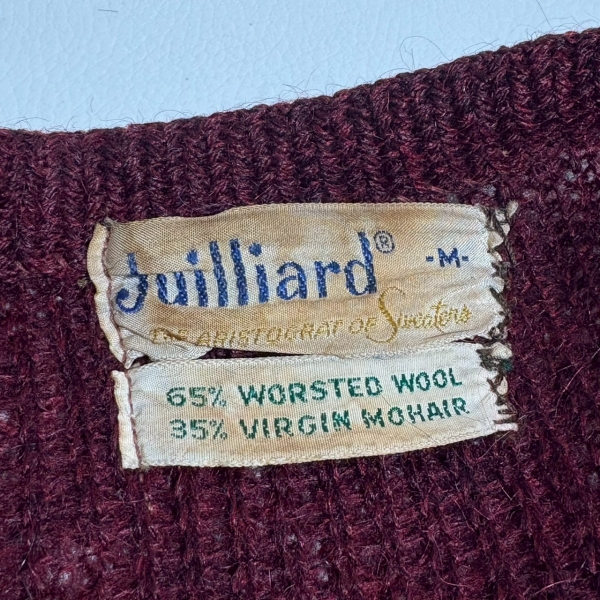 Juilliard® -M-
THE ARISTOCRAT OF Sweaters
65% WORSTED WOOL
35% VIRGIN MOHAIR